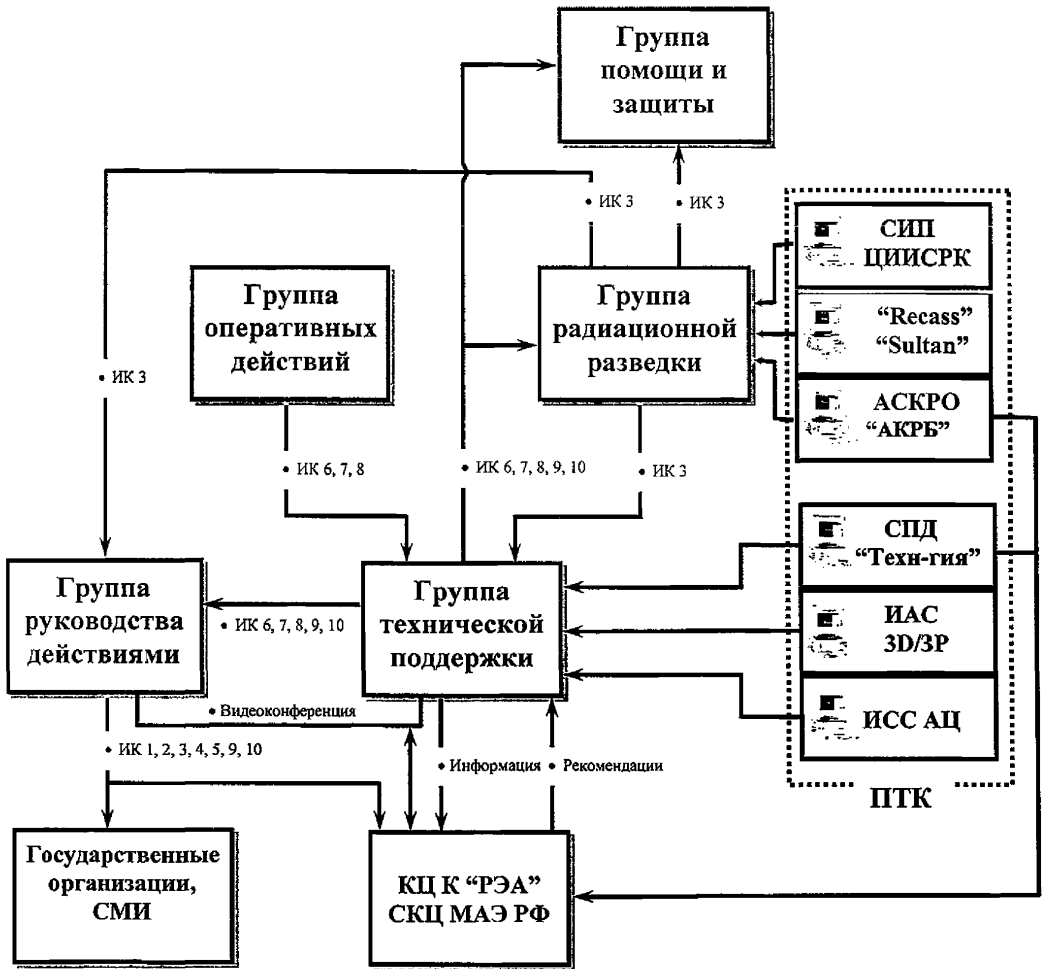 Группа
помощи и
защиты
• ИК 3
• ИК 3
СИП
ЦИИСРК
Группа
оперативных
действий
Группа
радиационной
разведки
“Recass”
“Sultan”
• ИК 3
АСКРО
“АКРБ”
• ИК 6, 7, 8
• ИК 6, 7, 8, 9, 10
• ИК 3
СПД
“Техн-гия”
Группа
руководства
действиями
• ИК 6, 7, 8, 9, 10
Группа
технической
поддержки
ИАС
3D/3P
ИСС АЦ
• Видеоконференция
• ИК 1, 2, 3, 4, 5, 9, 10
• Информация
• Рекомендации
ПТК
Государственные
организации,
СМИ
КЦ К “РЭА”
СКЦ МАЭ РФ